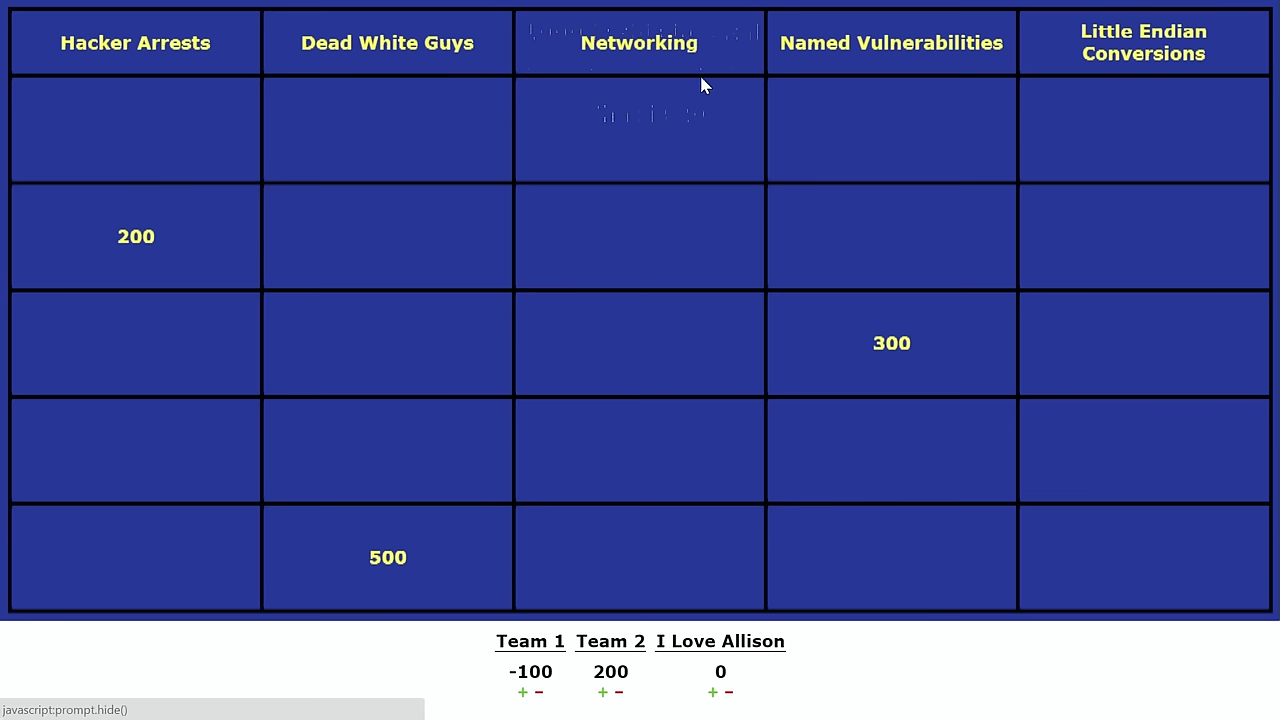 Hacker Arrests
Dead White Guys
Networking
Named Vulnerabilities
Little Endian
Conversions
200
300
500
Team 1 Team 2 I Love Allison
-100 200 0
+ - + - + -
javascript:prompt.hide()